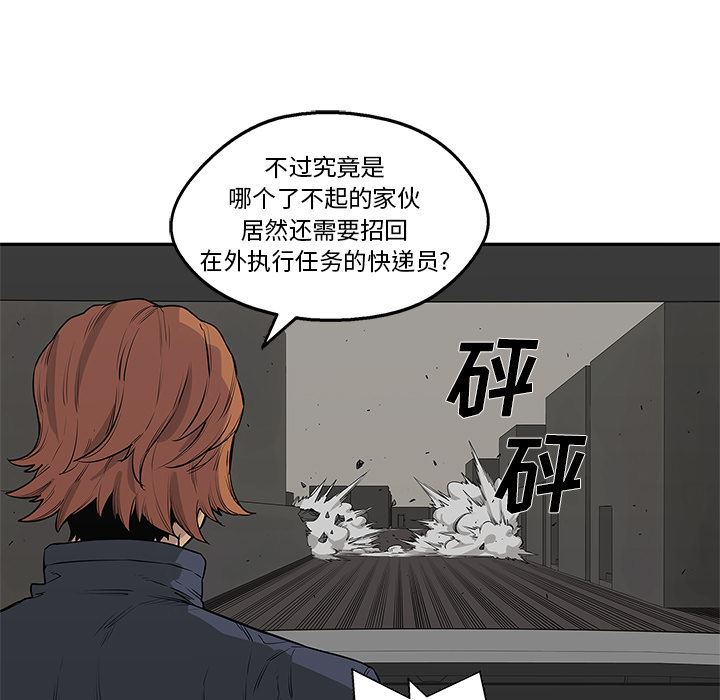 不过究竟是
哪个了不起的家伙
居然还需要招回
在外执行任务的快递员?
砰
砰